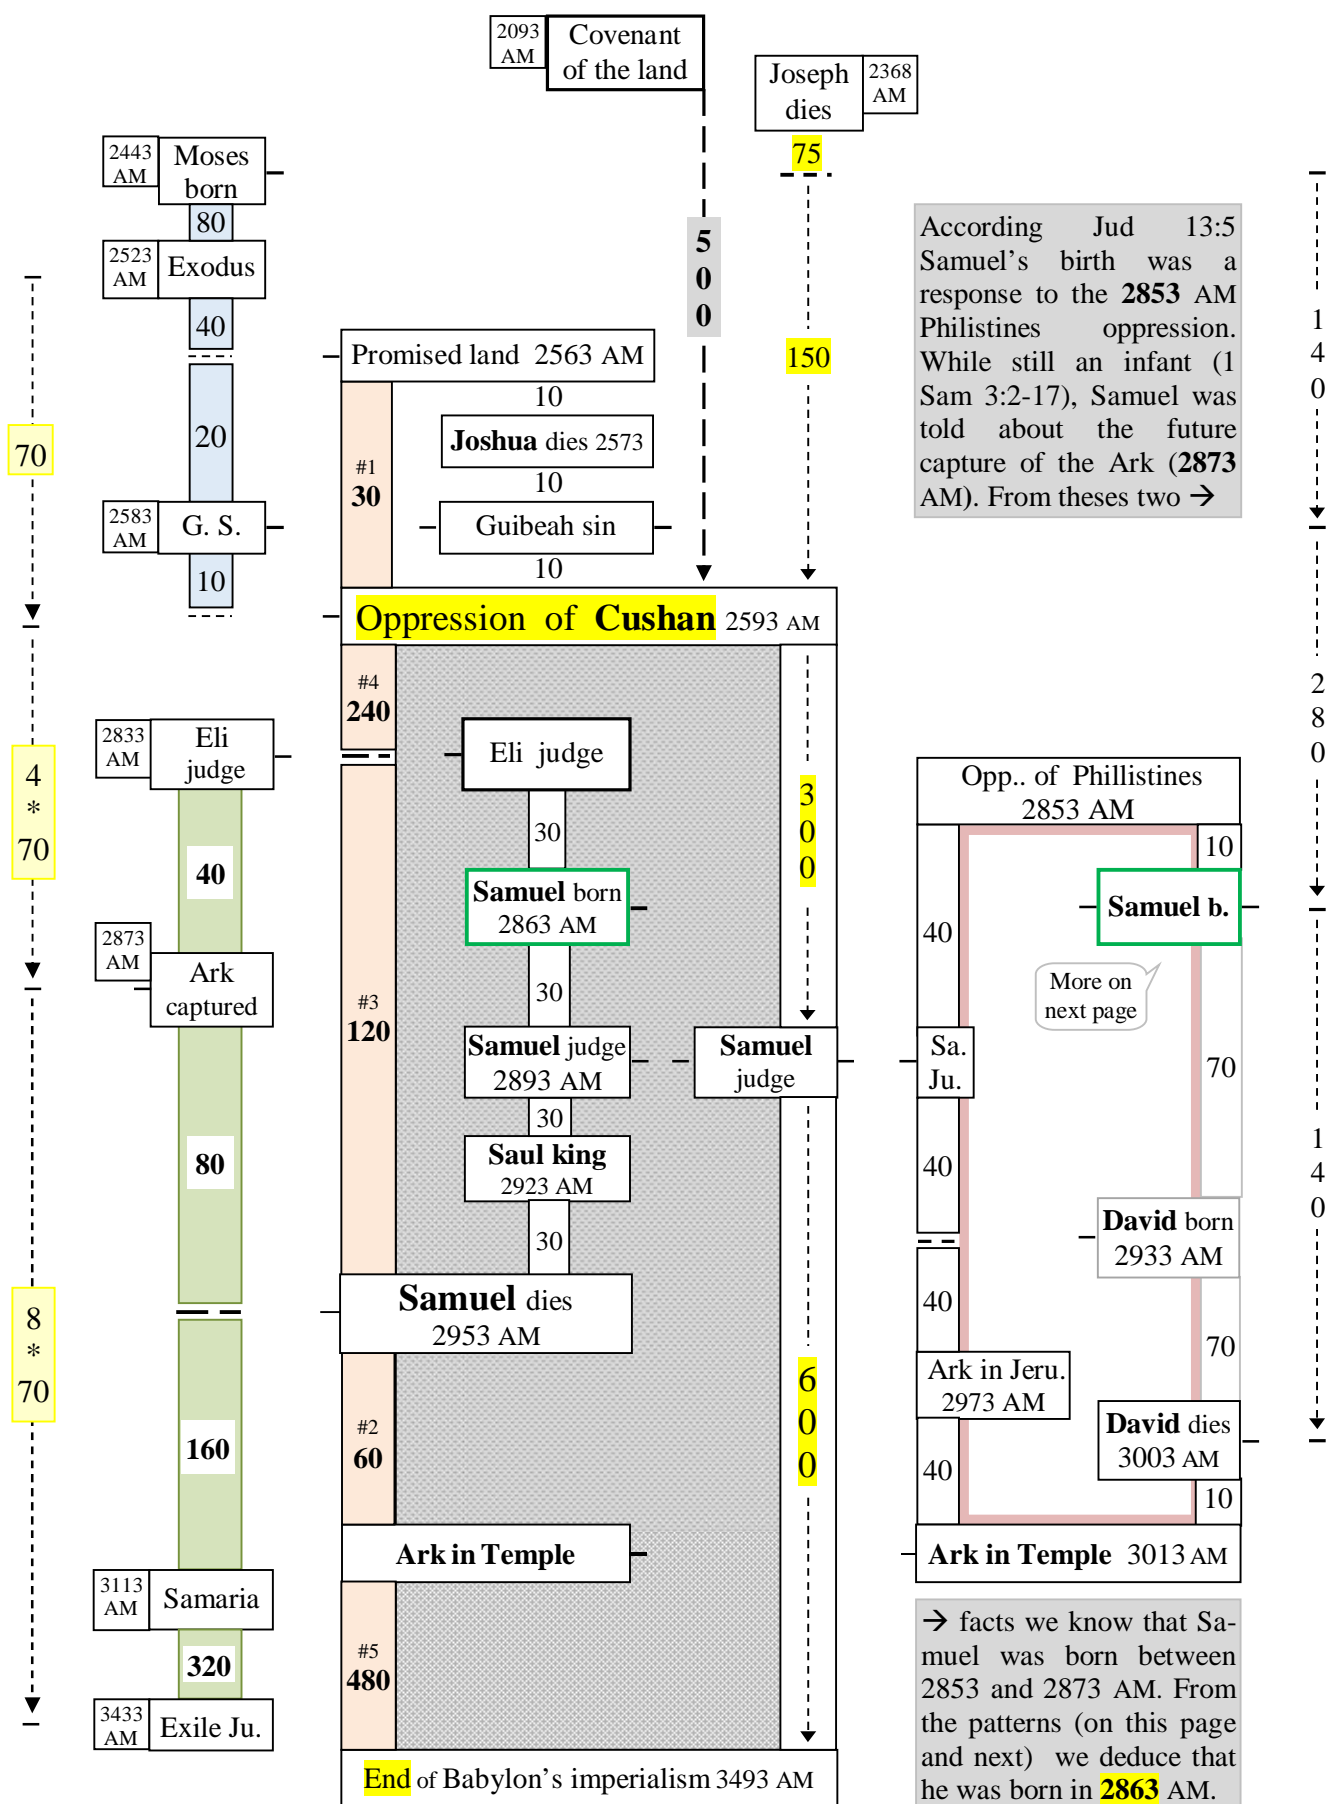 2093
AM
Covenant
of the land
Joseph
dies
2368
AM
75
2443
AM
Moses
born
80
2523
AM
Exodus
40
20
2583
AM
G. S.
10
70
4
*
70
8
*
70
5
0
0
150
According Jud 13:5
Samuel’s birth was a
response to the 2853 AM
Philistines oppression.
While still an infant (1
Sam 3:2-17), Samuel was
told about the future
capture of the Ark (2873
AM). From theses two →
1
4
0
2
8
0
1
4
0
Promised land 2563 AM
10
Joshua dies 2573
10
Guibeah sin
10
#1
30
Oppression of Cushan 2593 AM
#4
240
#3
120
2833
AM
Eli
judge
40
2873
AM
Ark
captured
80
160
3113
AM
Samaria
320
3433
AM
Exile Ju.
Eli judge
30
Samuel born
2863 AM
30
Samuel judge
2893 AM
30
Saul king
2923 AM
30
Samuel dies
2953 AM
#2
60
Ark in Temple
#5
480
End of Babylon’s imperialism 3493 AM
3
0
0
Samuel
judge
6
0
0
Opp.. of Phillistines
2853 AM
10
Samuel b.
40
More on
next page
Sa.
Ju.
70
40
David born
2933 AM
40
70
Ark in Jeru.
2973 AM
David dies
3003 AM
40
10
Ark in Temple 3013 AM
→ facts we know that Sa-
muel was born between
2853 and 2873 AM. From
the patterns (on this page
and next) we deduce that
he was born in 2863 AM.